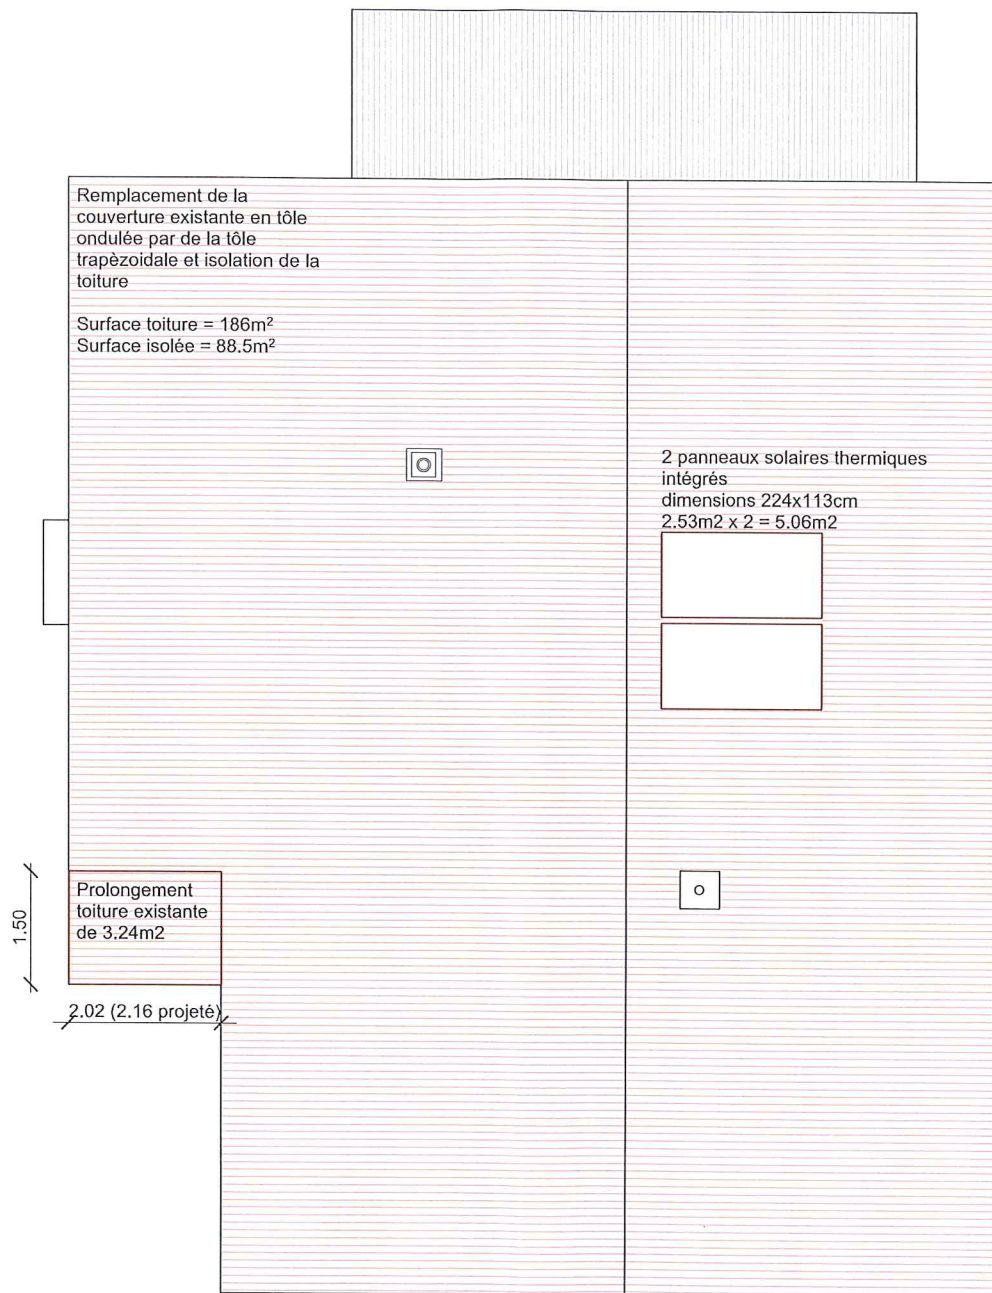 Remplacement de la
couverture existante en tôle
ondulée par de la tôle
trapèzoidale et isolation de la
toiture
Surface toiture = 186m²
Surface isolée = 88.5m²
2 panneaux solaires thermiques
intégrés
dimensions 224x113cm
2.53m2 x 2 = 5.06m2
Prolongement
toiture existante
de 3.24m2
1.50
2.02 (2.16 projeté)